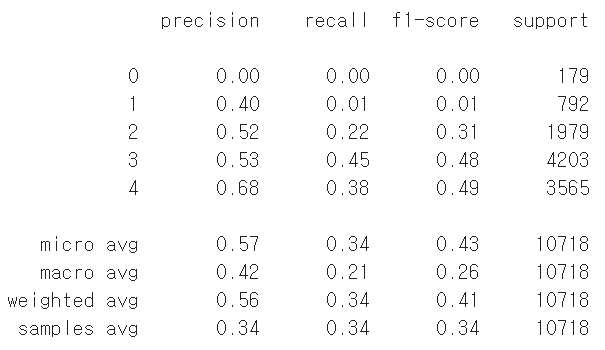 precision recall f1-score support
0 0.00 0.00 0.00 179
1 0.40 0.01 0.01 792
2 0.52 0.22 0.31 1979
3 0.53 0.45 0.48 4203
4 0.68 0.38 0.49 3565
micro avg 0.57 0.34 0.43 10718
macro avg 0.42 0.21 0.26 10718
weighted avg 0.56 0.34 0.41 10718
samples avg 0.34 0.34 0.34 10718